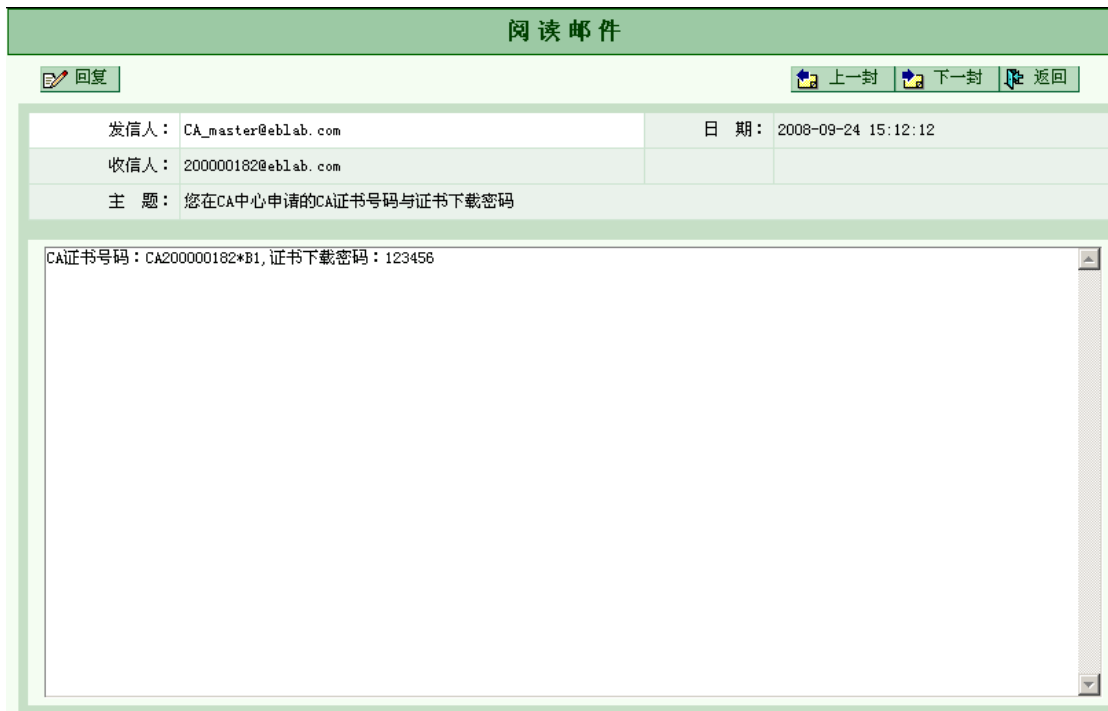 阅读邮件
回复 上一封 下一封 返回
发信人： CA_master@eblab.com 日 期： 2008-09-24 15:12:12
收信人： 200000182@eblab.com
主 题： 您在CA中心申请的CA证书号码与证书下载密码
CA证书号码：CA200000182*B1,证书下载密码：123456